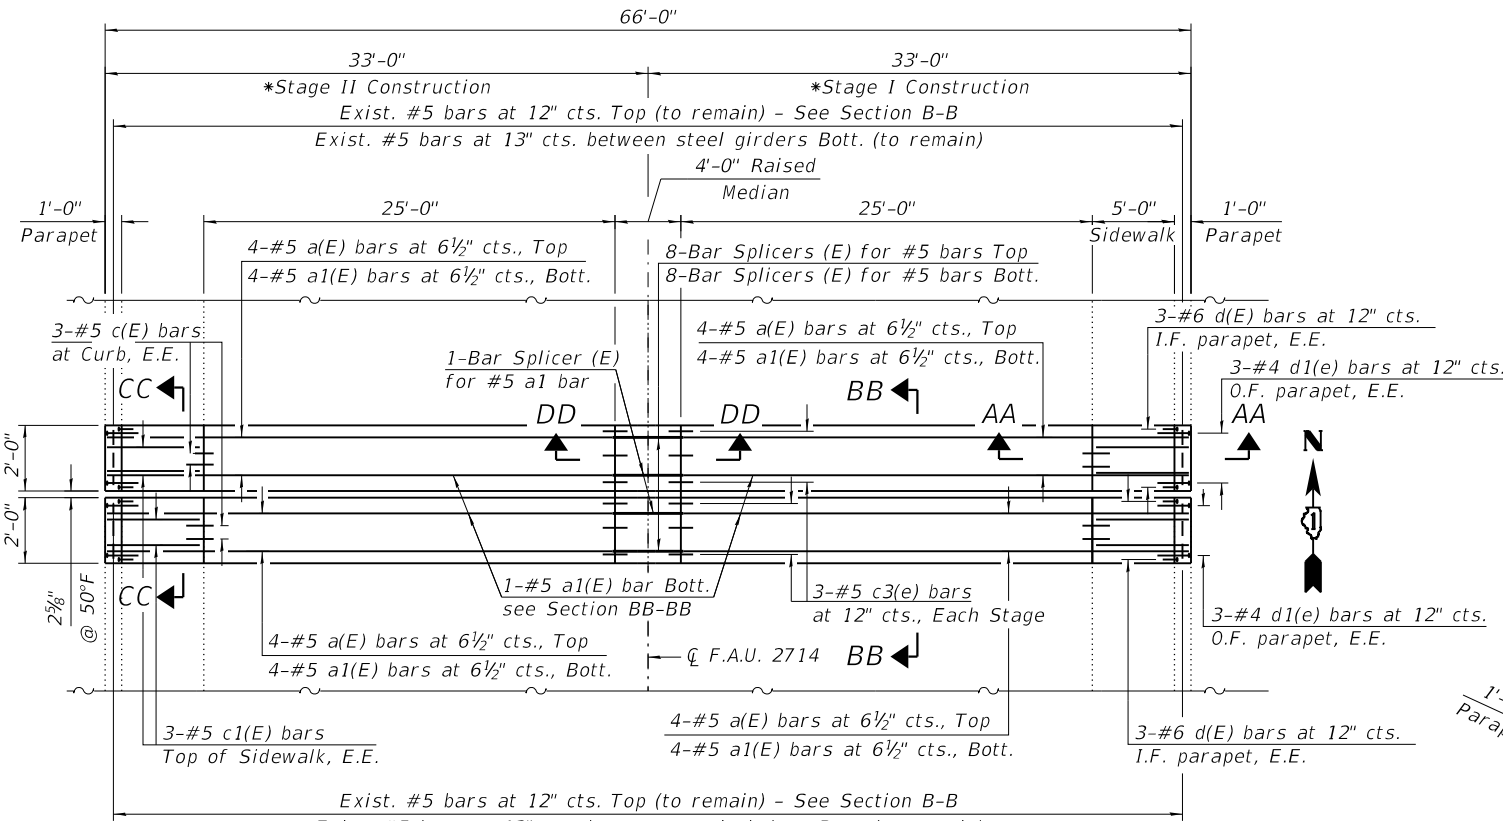 66'-0"
33'-0"
33'-0"
*Stage II Construction
*Stage I Construction
Exist. #5 bars at 12" cts. Top (to remain) - See Section B-B
Exist. #5 bars at 13" cts. between steel girders Bott. (to remain)
4'-0" Raised
Median
1'-0"
Parapet
25'-0"
25'-0"
5'-0"
Sidewalk
1'-0"
Parapet
4-#5 a(E) bars at 6½" cts., Top
4-#5 a1(E) bars at 6½" cts., Bott.
8-Bar Splicers (E) for #5 bars Top
8-Bar Splicers (E) for #5 bars Bott.
3-#5 c(E) bars
at Curb, E.E.
1-Bar Splicer (E)
for #5 a1 bar
4-#5 a(E) bars at 6½" cts., Top
4-#5 a1(E) bars at 6½" cts., Bott.
3-#6 d(E) bars at 12" cts.
I.F. parapet, E.E.
3-#4 d1(e) bars at 12" cts.
O.F. parapet, E.E.
CC
DD
DD
BB
AA
AA
N
2'-0"
2'-0"
2⅝"
@ 50°F
CC
1-#5 a1(E) bar Bott.
see Section BB-BB
3-#5 c3(e) bars
at 12" cts., Each Stage
3-#4 d1(e) bars at 12" cts.
O.F. parapet, E.E.
4-#5 a(E) bars at 6½" cts., Top
4-#5 a1(E) bars at 6½" cts., Bott.
℄ F.A.U. 2714
BB
3-#5 c1(E) bars
Top of Sidewalk, E.E.
4-#5 a(E) bars at 6½" cts., Top
4-#5 a1(E) bars at 6½" cts., Bott.
3-#6 d(E) bars at 12" cts.
I.F. parapet, E.E.
Exist. #5 bars at 12" cts. Top (to remain) - See Section B-B